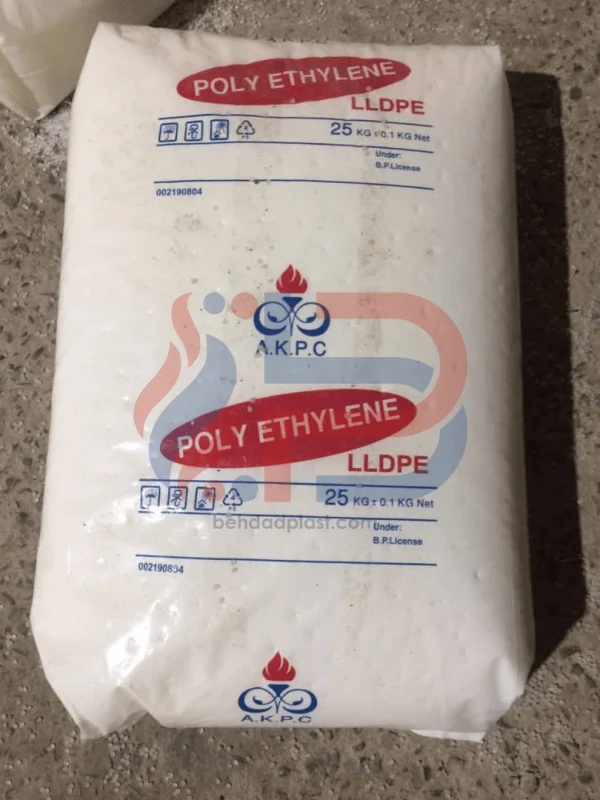 POLY ETHYLENE
LLDPE
25 KG ± 0.1 KG Net
Under:
B.P.License
002190804
A.K.P.C
POLY ETHYLENE
LLDPE
25 KG ± 0.1 KG Net
behdadplast.com
Under:
B.P.License
002190804
A.K.P.C